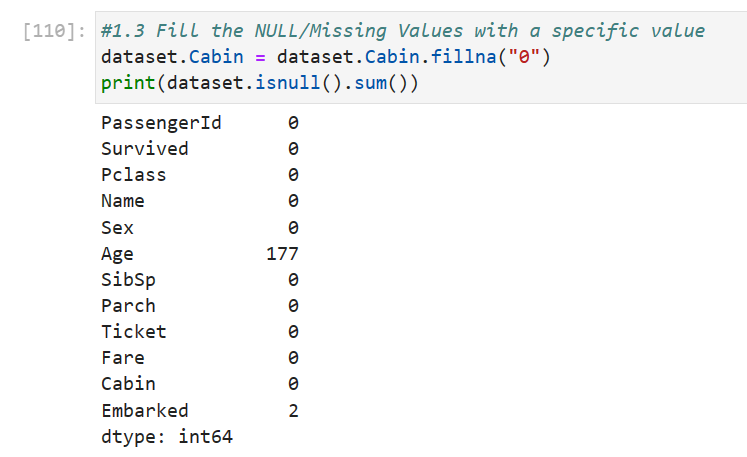 [110]: #1.3 Fill the NULL/Missing Values with a specific value
dataset.Cabin = dataset.Cabin.fillna("0")
print(dataset.isnull().sum())
PassengerId 0
Survived 0
Pclass 0
Name 0
Sex 0
Age 177
SibSp 0
Parch 0
Ticket 0
Fare 0
Cabin 0
Embarked 2
dtype: int64